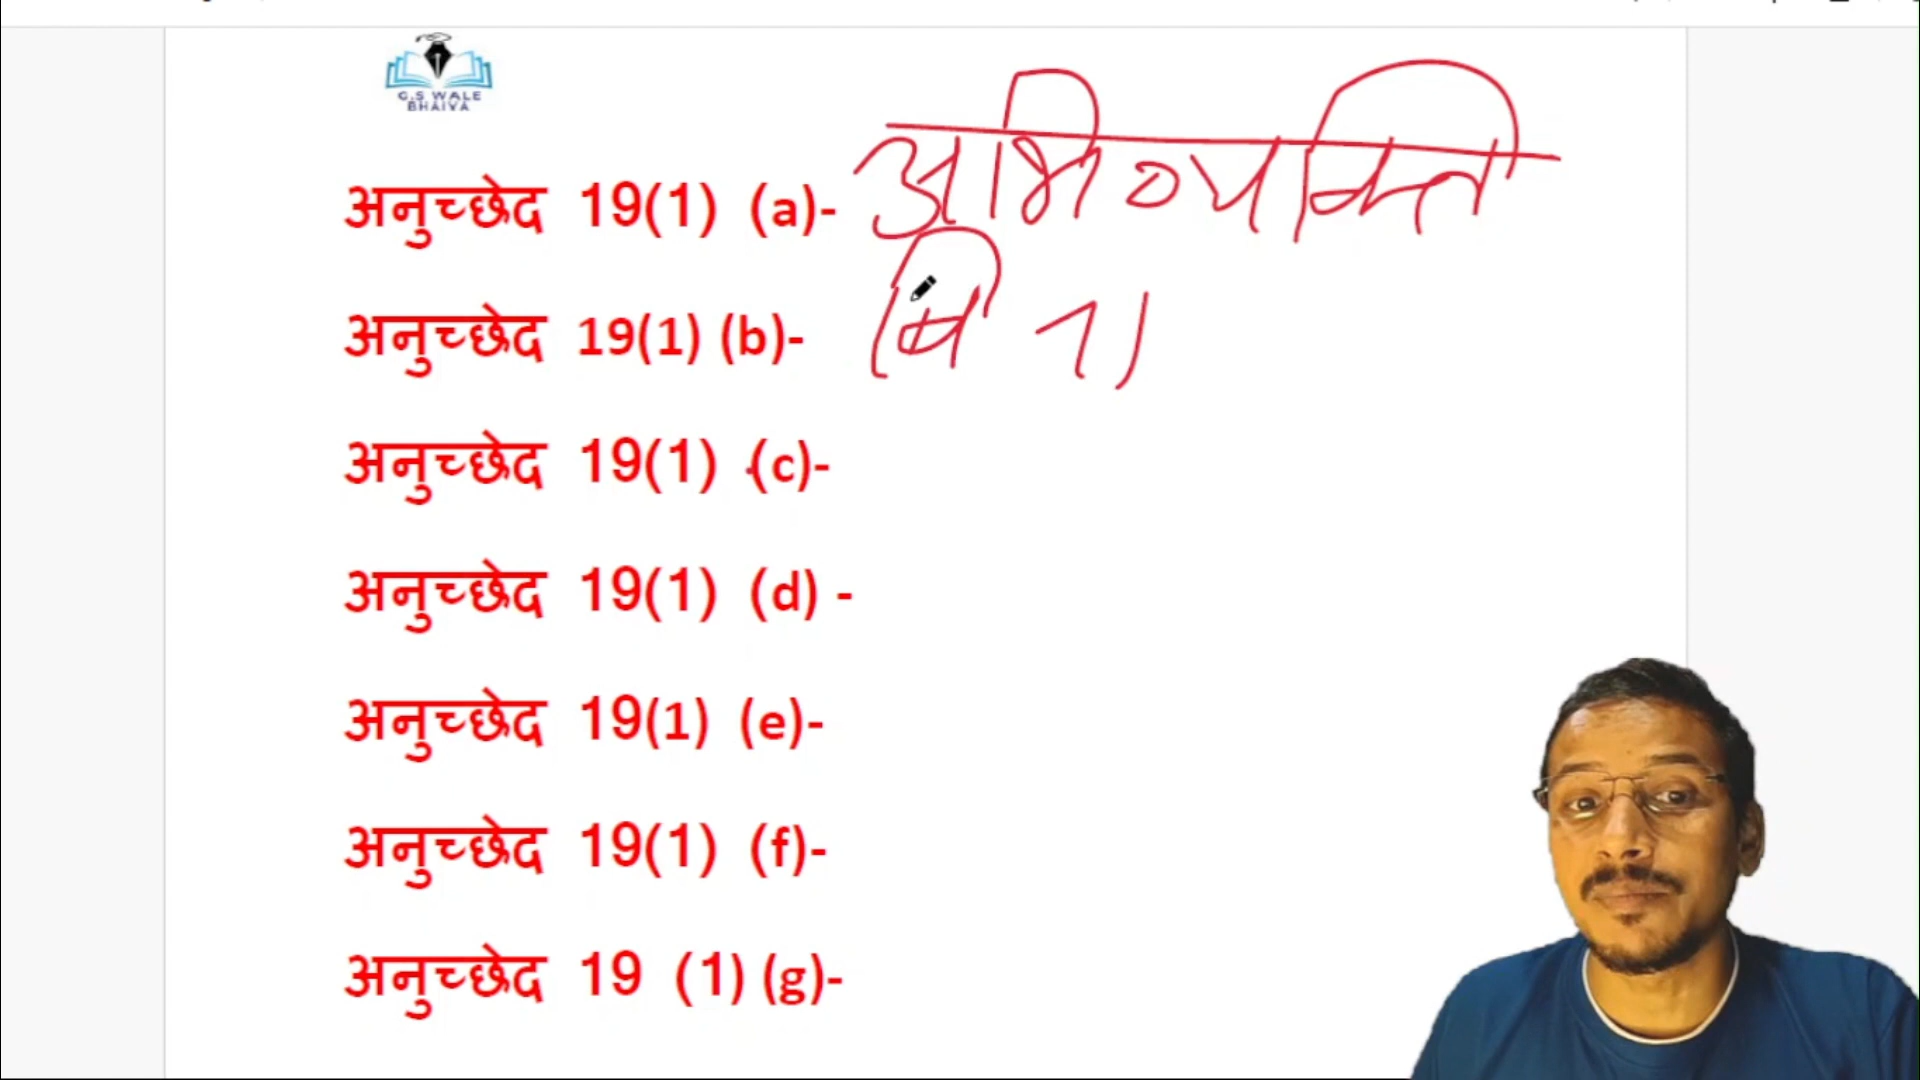 G.S WALE
BHAIYA
अनुच्छेद 19(1) (a)- अभिव्यक्ति
अनुच्छेद 19(1) (b)-
अनुच्छेद 19(1) (c)-
अनुच्छेद 19(1) (d) -
अनुच्छेद 19(1) (e)-
अनुच्छेद 19(1) (f)-
अनुच्छेद 19 (1) (g)-